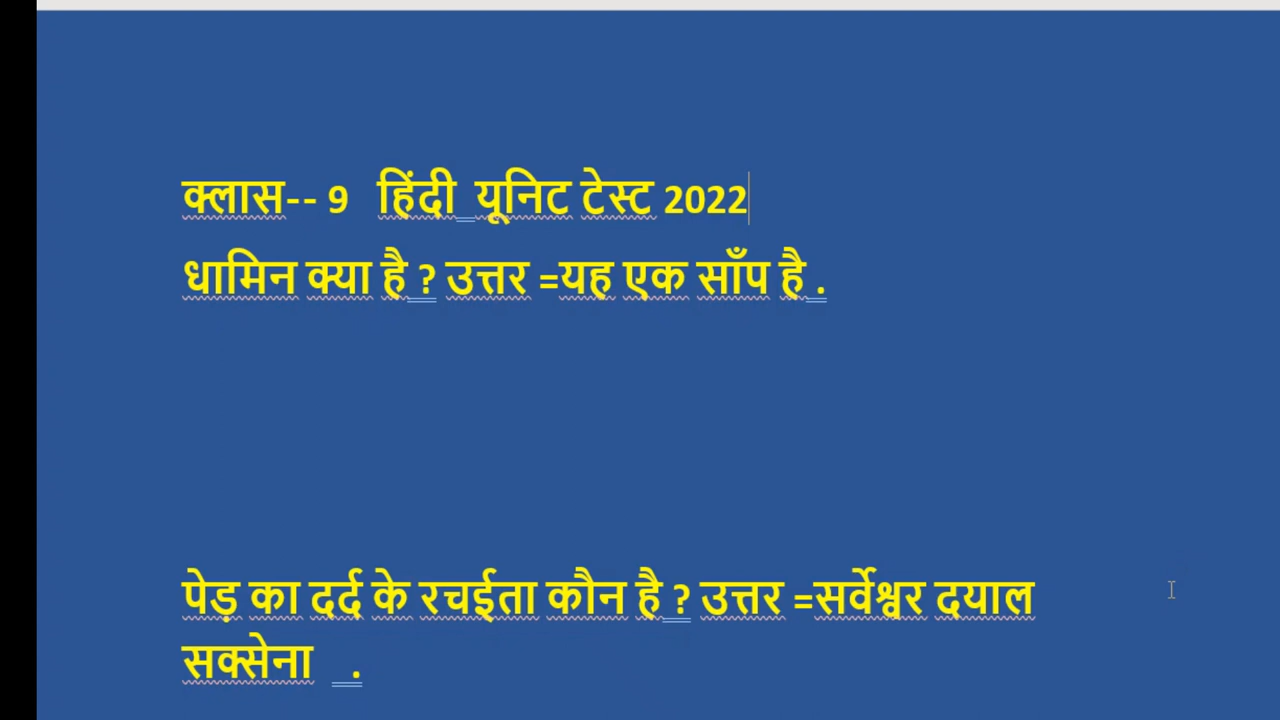 क्लास-- 9 हिंदी यूनिट टेस्ट 2022
धामिन क्या है ? उत्तर =यह एक साँप है .
पेड़ का दर्द के रचईता कौन है ? उत्तर =सर्वेश्वर दयाल
सक्सेना .